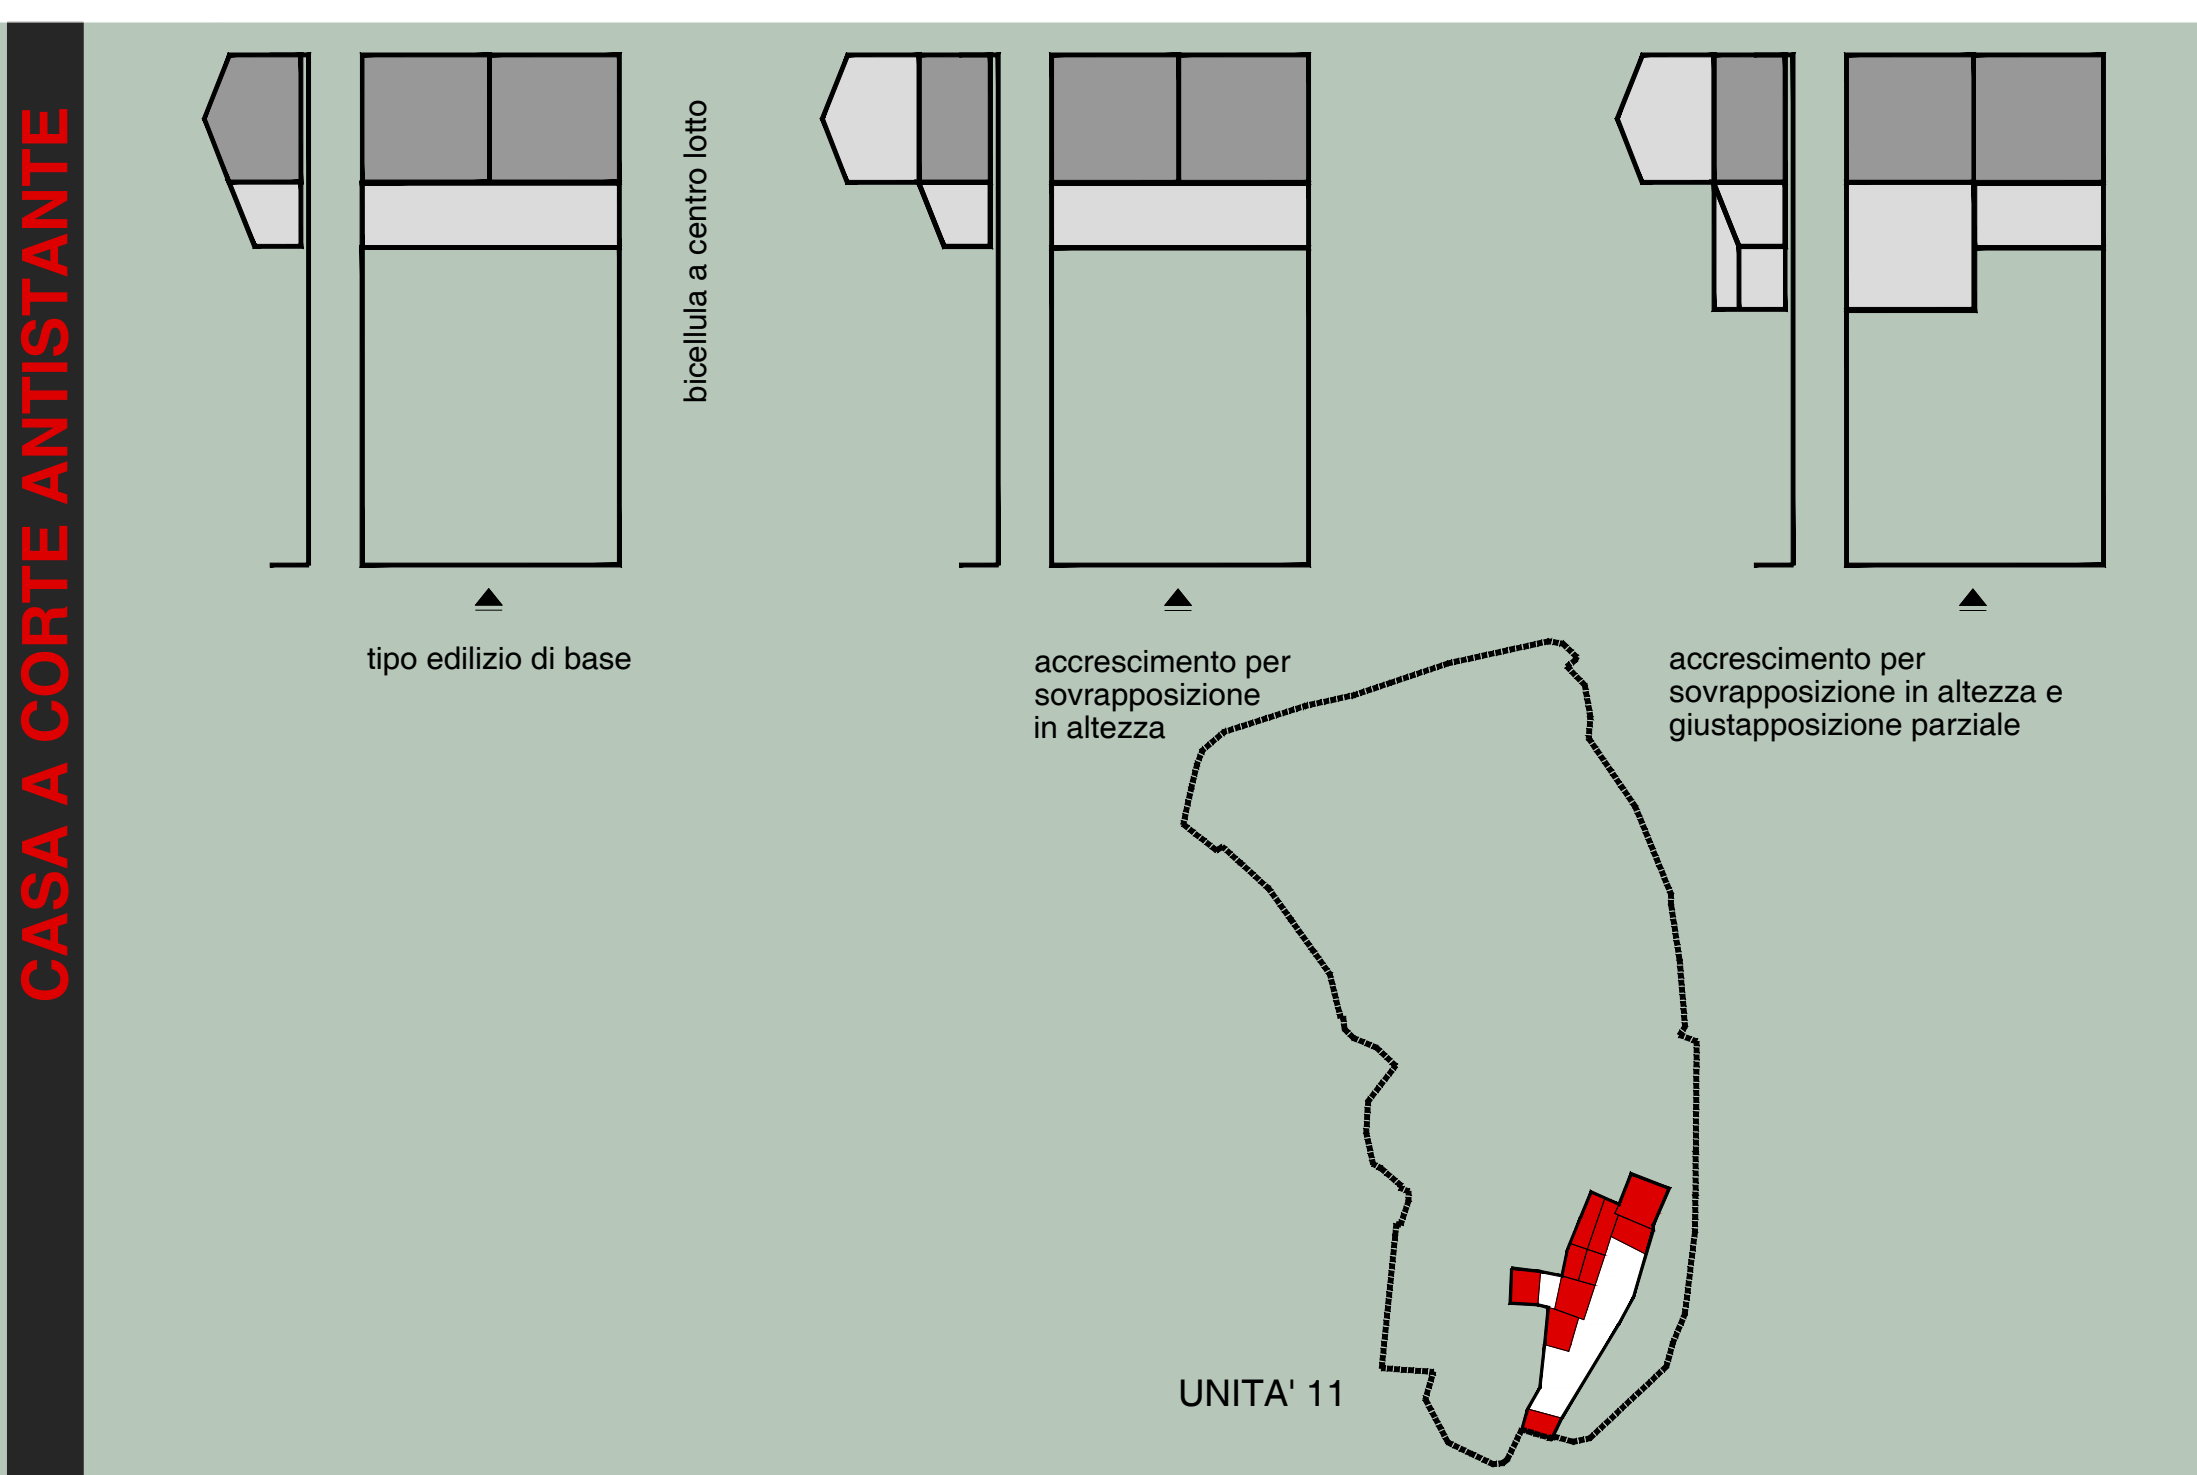 CASA A CORTE ANTISTANTE
bicellula a centro lotto
tipo edilizio di base
accrescimento per
sovrapposizione
in altezza
accrescimento per
sovrapposizione in altezza e
giustapposizione parziale
UNITA' 11